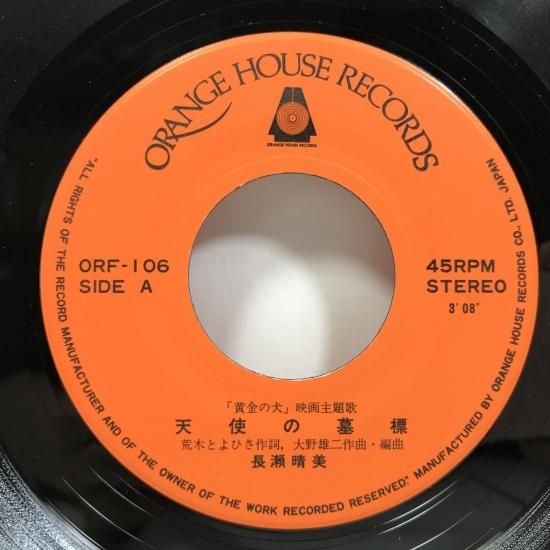 ORANGE HOUSE RECORDS
ORANGE HOUSE RECORDS
ORF-106
SIDE A
45RPM
STEREO
3'08"
「黄金の犬」映画主題歌
天使の墓標
荒木とよひさ作詞，大野雄二作曲・編曲
長瀬晴美
"ALL RIGHTS OF THE RECORD MANUFACTURER AND OF THE OWNER OF THE WORK RECORDED RESERVED." MANUFACTURED BY ORANGE HOUSE RECORDS CO., LTD. JAPAN